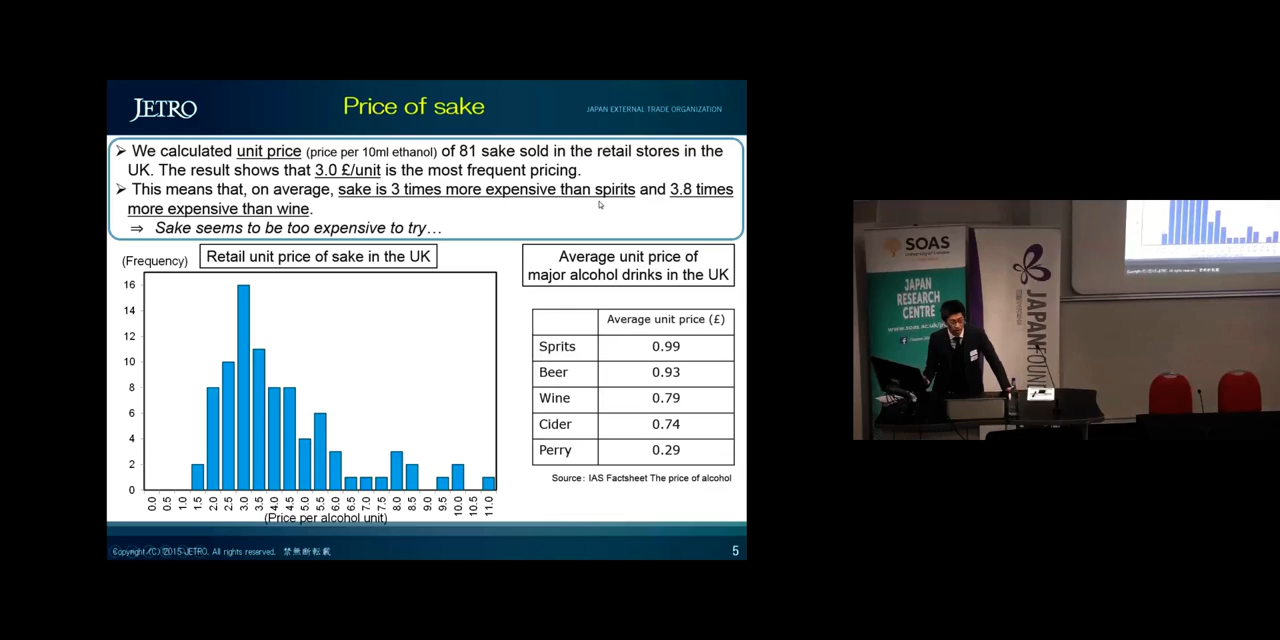 JETRO
Price of sake
JAPAN EXTERNAL TRADE ORGANIZATION
➢ We calculated unit price (price per 10ml ethanol) of 81 sake sold in the retail stores in the
UK. The result shows that 3.0 £/unit is the most frequent pricing.
➢ This means that, on average, sake is 3 times more expensive than spirits and 3.8 times
more expensive than wine.
⇒ Sake seems to be too expensive to try…
(Frequency)
Retail unit price of sake in the UK
16
14
12
10
8
6
4
2
0
0.0 0.5 1.0 1.5 2.0 2.5 3.0 3.5 4.0 4.5 5.0 5.5 6.0 6.5 7.0 7.5 8.0 8.5 9.0 9.5 10.0 10.5 11.0
(Price per alcohol unit)
Average unit price of
major alcohol drinks in the UK
Average unit price (£)
Sprits 0.99
Beer 0.93
Wine 0.79
Cider 0.74
Perry 0.29
Source: IAS Factsheet The price of alcohol
Copyright (C) 2015 JETRO. All rights reserved. 禁無断転載
5
SOAS
JAPAN
RESEARCH
CENTRE
JAPANFOUN